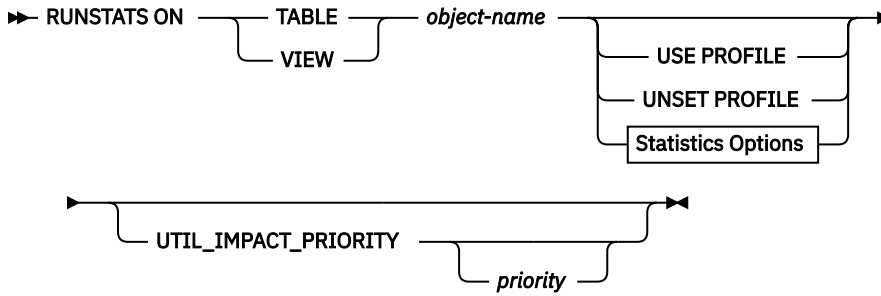 RUNSTATS ON TABLE object-name
VIEW USE PROFILE
UNSET PROFILE
Statistics Options
UTIL_IMPACT_PRIORITY
priority